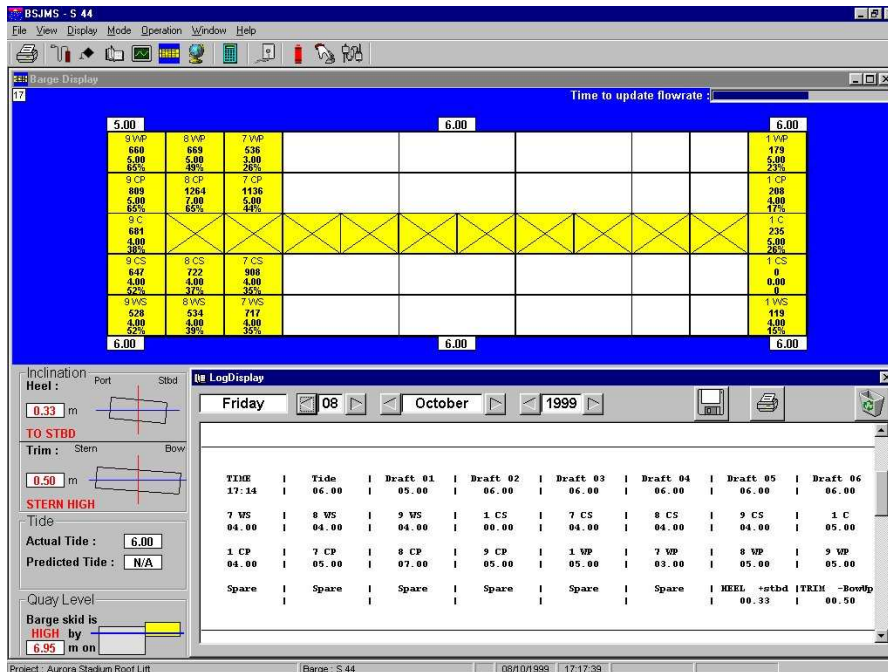 BSJMS - S 44
File View Display Mode Operation Window Help
Barge Display
17
Time to update flowrate :
5.00 6.00 6.00
9 WP 8 WP 7 WP 1 WP
660 669 536 179
5.00 5.00 3.00 5.00
65% 49% 26% 23%
9 CP 8 CP 7 CP 1 CP
809 1264 1136 208
5.00 7.00 5.00 4.00
65% 65% 44% 17%
9 C 1 C
681 235
4.00 5.00
38% 26%
9 CS 8 CS 7 CS 1 CS
647 722 908 0
4.00 4.00 4.00 0.00
52% 37% 35% 0
9 WS 8 WS 7 WS 1 WS
528 534 717 119
4.00 4.00 4.00 4.00
52% 39% 35% 15%
6.00 6.00 6.00
Inclination
Heel : Port Stbd
0.33 m
TO STBD
Trim : Stern Bow
0.50 m
STERN HIGH
Tide
Actual Tide : 6.00
Predicted Tide : N/A
Quay Level
Barge skid is
HIGH by
6.95 m on
LogDisplay
Friday 08 October 1999
TIME | Tide | Draft 01 | Draft 02 | Draft 03 | Draft 04 | Draft 05 | Draft 06
17:14 | 06.00 | 05.00 | 06.00 | 06.00 | 06.00 | 06.00 | 06.00
7 WS | 8 WS | 9 WS | 1 CS | 7 CS | 8 CS | 9 CS | 1 C
04.00 | 04.00 | 04.00 | 00.00 | 04.00 | 04.00 | 04.00 | 05.00
1 CP | 7 CP | 8 CP | 9 CP | 1 WP | 7 WP | 8 WP | 9 WP
04.00 | 05.00 | 07.00 | 05.00 | 05.00 | 03.00 | 05.00 | 05.00
Spare | Spare | Spare | Spare | Spare | Spare | HEEL +stbd |TRIM -BowUp
| | | | | | 00.33 | 00.50
Project : Aurora Stadium Roof Lift Barge : S 44 08/10/1999 17:17:39